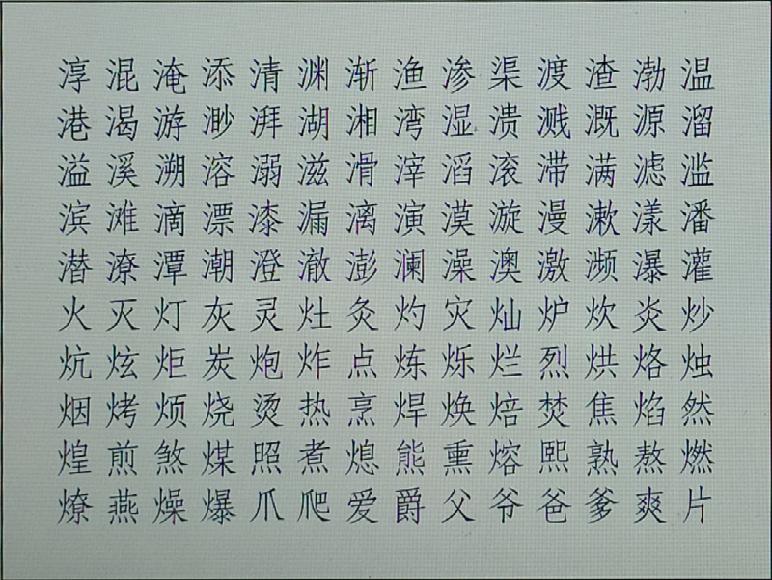 淳混淹添清渊渐渔渗渠渡渣渤温
港渴游渺湃湖湘湾湿溃溅溉源溜
溢溪溯溶溺滋滑滓滔滚滞满滤滥
滨滩滴漂漆漏漓演漠漩漫漱漾潘
潜潦潭潮澄澈澎澜澡澳激濒瀑灌
火灭灯灰灵灶灸灼灾灿炉炊炎炒
炕炫炬炭炮炸点炼烁烂烈烘烙烛
烟烤烦烧烫热烹焊焕焙焚焦焰然
煌煎煞煤照煮熄熊熏熔熙熟熬燃
燎燕燥爆爪爬爱爵父爷爸爹爽片